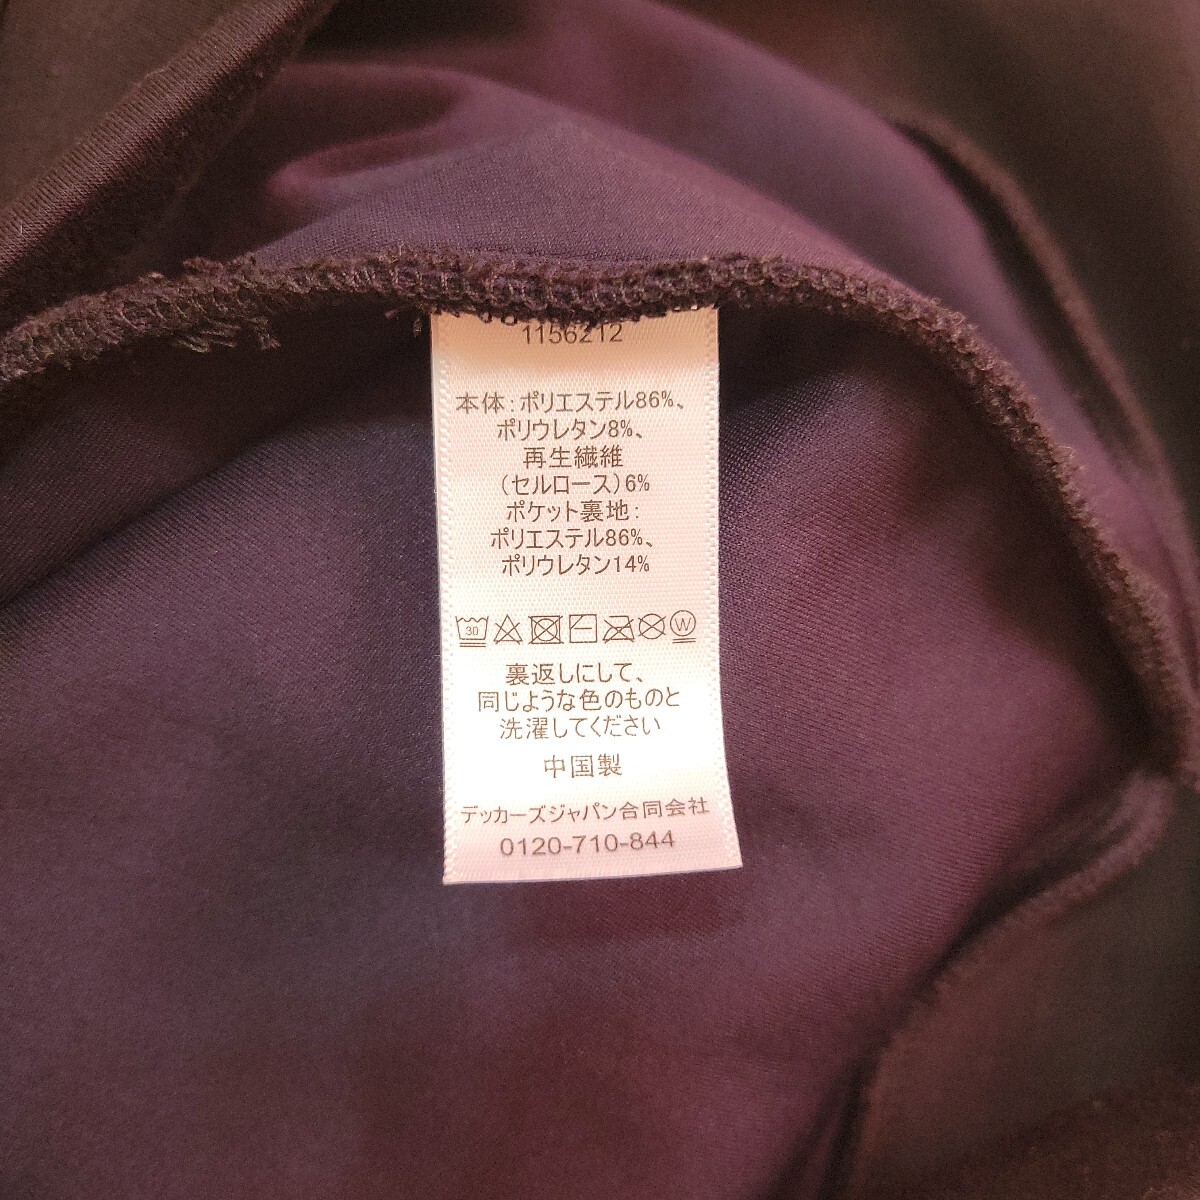 1156212
本体：ポリエステル86%、
ポリウレタン8%、
再生繊維
（セルロース）6%
ポケット裏地：
ポリエステル86%、
ポリウレタン14%
30 W
裏返しにして、
同じような色のものと
洗濯してください
中国製
デッカーズジャパン合同会社
0120-710-844